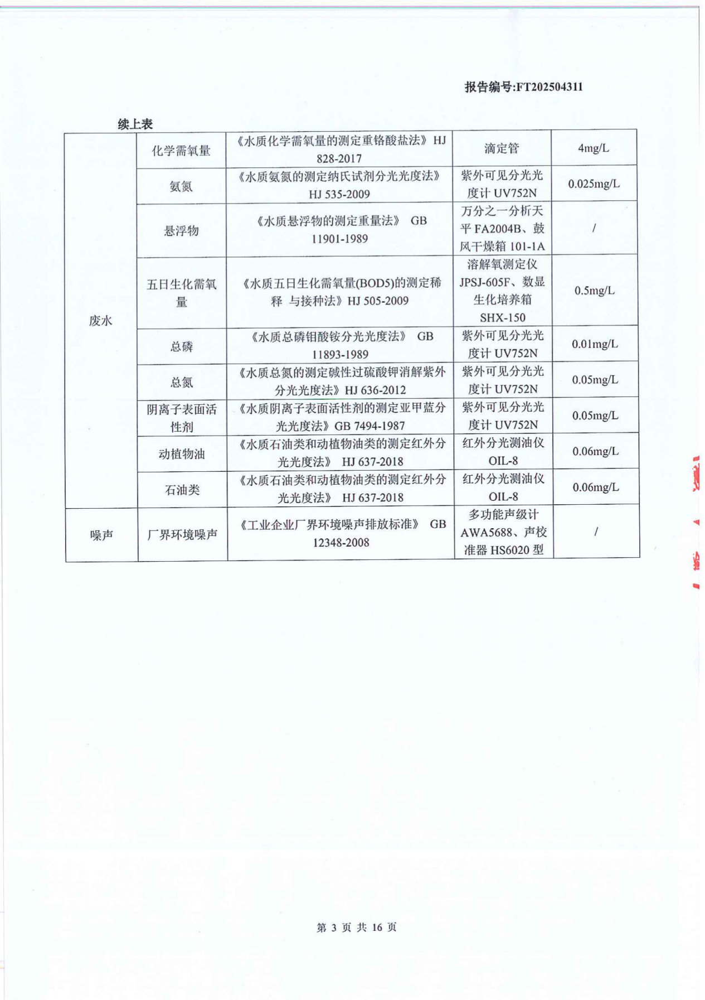 报告编号:FT202504311
续上表
废水
化学需氧量
《水质化学需氧量的测定重铬酸盐法》HJ
828-2017
滴定管
4mg/L
氨氮
《水质氨氮的测定纳氏试剂分光光度法》
HJ 535-2009
紫外可见分光光
度计 UV752N
0.025mg/L
悬浮物
《水质悬浮物的测定重量法》 GB
11901-1989
万分之一分析天
平 FA2004B、鼓
风干燥箱 101-1A
/
五日生化需氧
量
《水质五日生化需氧量(BOD5)的测定稀
释 与接种法》HJ 505-2009
溶解氧测定仪
JPSJ-605F、数显
生化培养箱
SHX-150
0.5mg/L
总磷
《水质总磷钼酸铵分光光度法》 GB
11893-1989
紫外可见分光光
度计 UV752N
0.01mg/L
总氮
《水质总氮的测定碱性过硫酸钾消解紫外
分光光度法》HJ 636-2012
紫外可见分光光
度计 UV752N
0.05mg/L
阴离子表面活
性剂
《水质阴离子表面活性剂的测定亚甲蓝分
光光度法》GB 7494-1987
紫外可见分光光
度计 UV752N
0.05mg/L
动植物油
《水质石油类和动植物油类的测定红外分
光光度法》 HJ 637-2018
红外分光测油仪
OIL-8
0.06mg/L
石油类
《水质石油类和动植物油类的测定红外分
光光度法》 HJ 637-2018
红外分光测油仪
OIL-8
0.06mg/L
噪声
厂界环境噪声
《工业企业厂界环境噪声排放标准》 GB
12348-2008
多功能声级计
AWA5688、声校
准器 HS6020 型
/
第 3 页 共 16 页